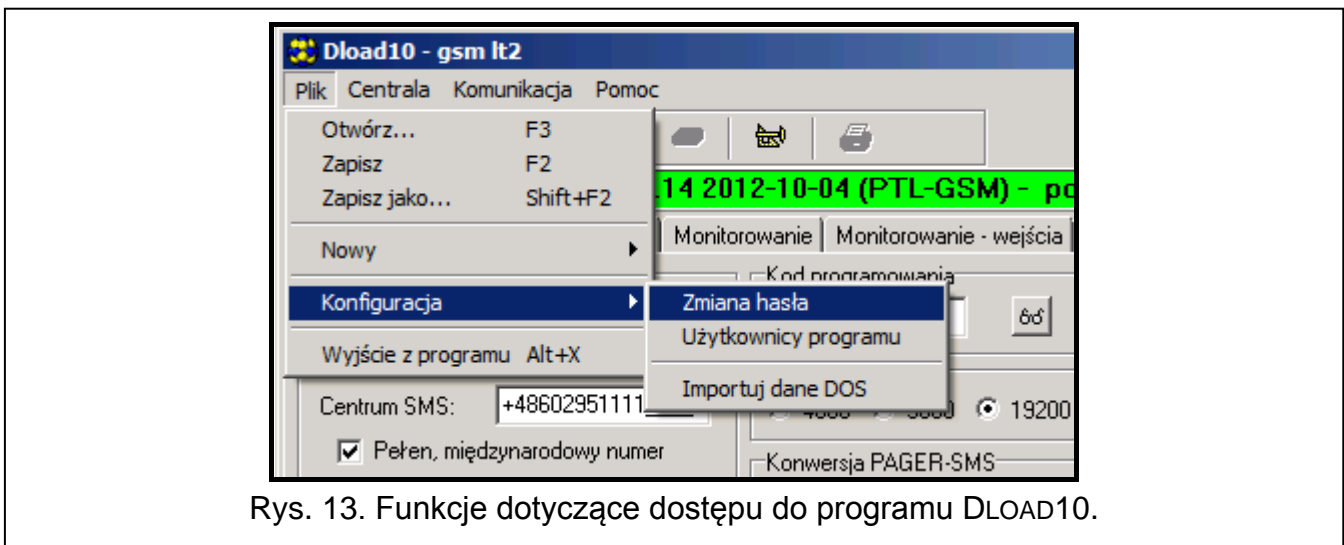 Dload10 - gsm lt2
Plik Centrala Komunikacja Pomoc
Otwórz... F3
Zapisz F2
Zapisz jako... Shift+F2
.14 2012-10-04 (PTL-GSM) -
Nowy
Monitorowanie Monitorowanie - wejścia
Kod programowania
Konfiguracja
Zmiana hasła
Użytkownicy programu
Wyjście z programu Alt+X
Importuj dane DOS
Centrum SMS: +48602951111
19200
Pełen, międzynarodowy numer
Konwersja PAGER-SMS
Rys. 13. Funkcje dotyczące dostępu do programu DLOAD10.